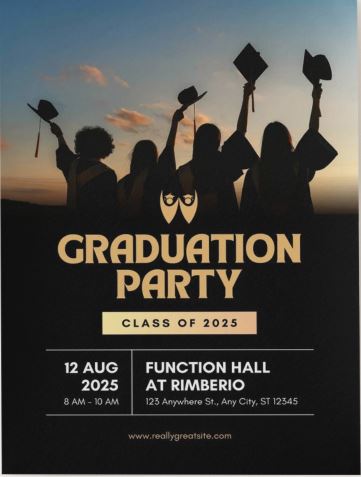 GRADUATION
PARTY
CLASS OF 2025
12 AUG
2025
8 AM – 10 AM
FUNCTION HALL
AT RIMBERIO
123 Anywhere St., Any City, ST 12345
www.reallygreatsite.com